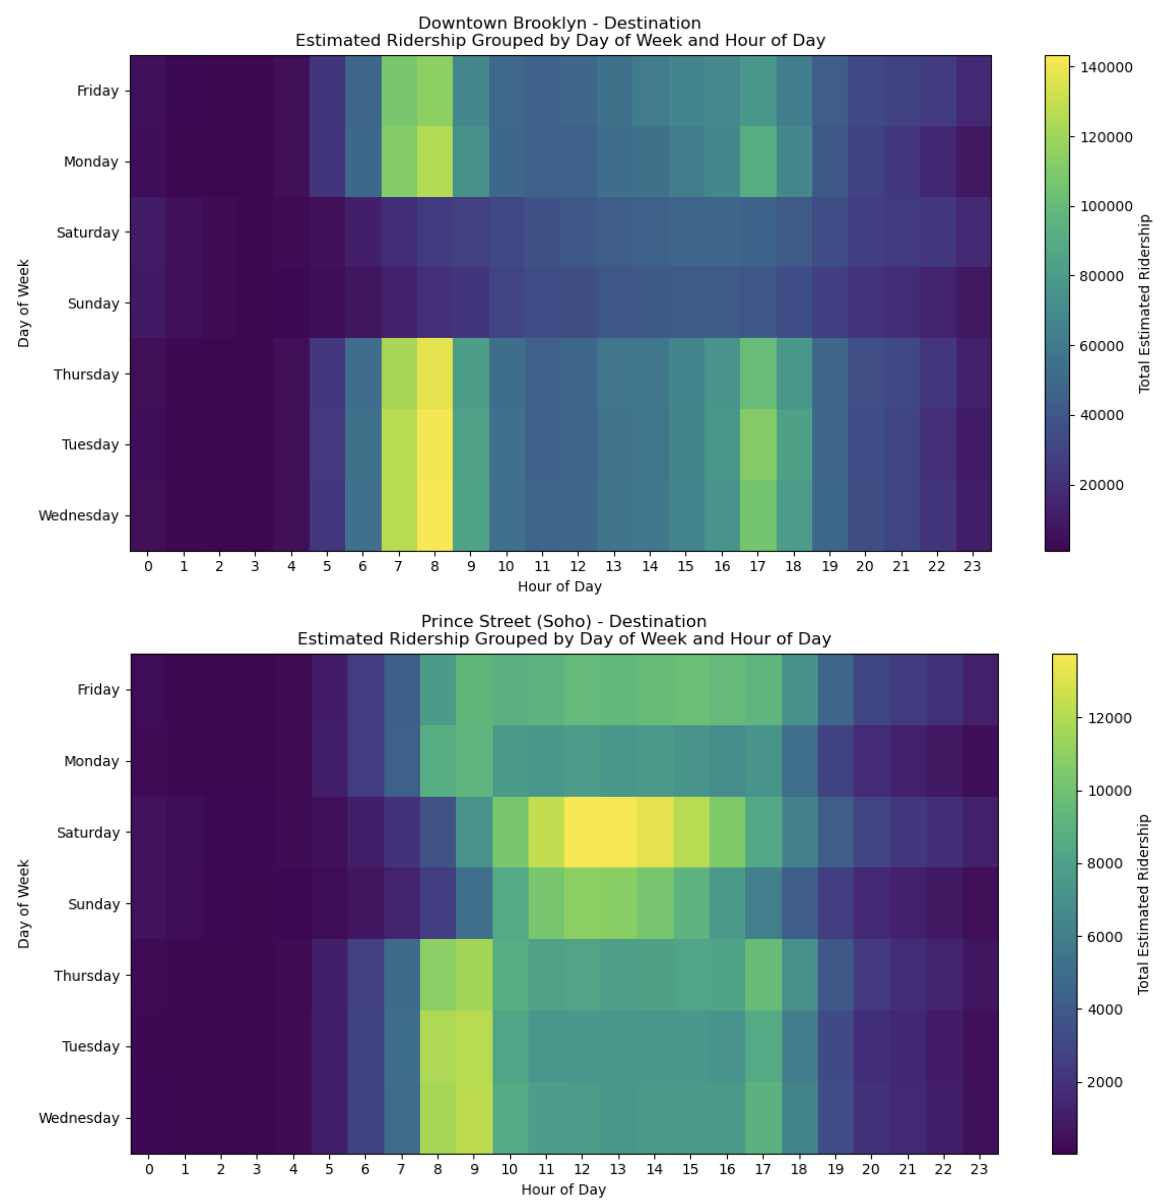 Downtown Brooklyn - Destination
Estimated Ridership Grouped by Day of Week and Hour of Day
Day of Week
Friday
Monday
Saturday
Sunday
Thursday
Tuesday
Wednesday
0 1 2 3 4 5 6 7 8 9 10 11 12 13 14 15 16 17 18 19 20 21 22 23
Hour of Day
140000
120000
100000
80000
60000
40000
20000
Total Estimated Ridership
Prince Street (Soho) - Destination
Estimated Ridership Grouped by Day of Week and Hour of Day
Day of Week
Friday
Monday
Saturday
Sunday
Thursday
Tuesday
Wednesday
0 1 2 3 4 5 6 7 8 9 10 11 12 13 14 15 16 17 18 19 20 21 22 23
Hour of Day
12000
10000
8000
6000
4000
2000
Total Estimated Ridership